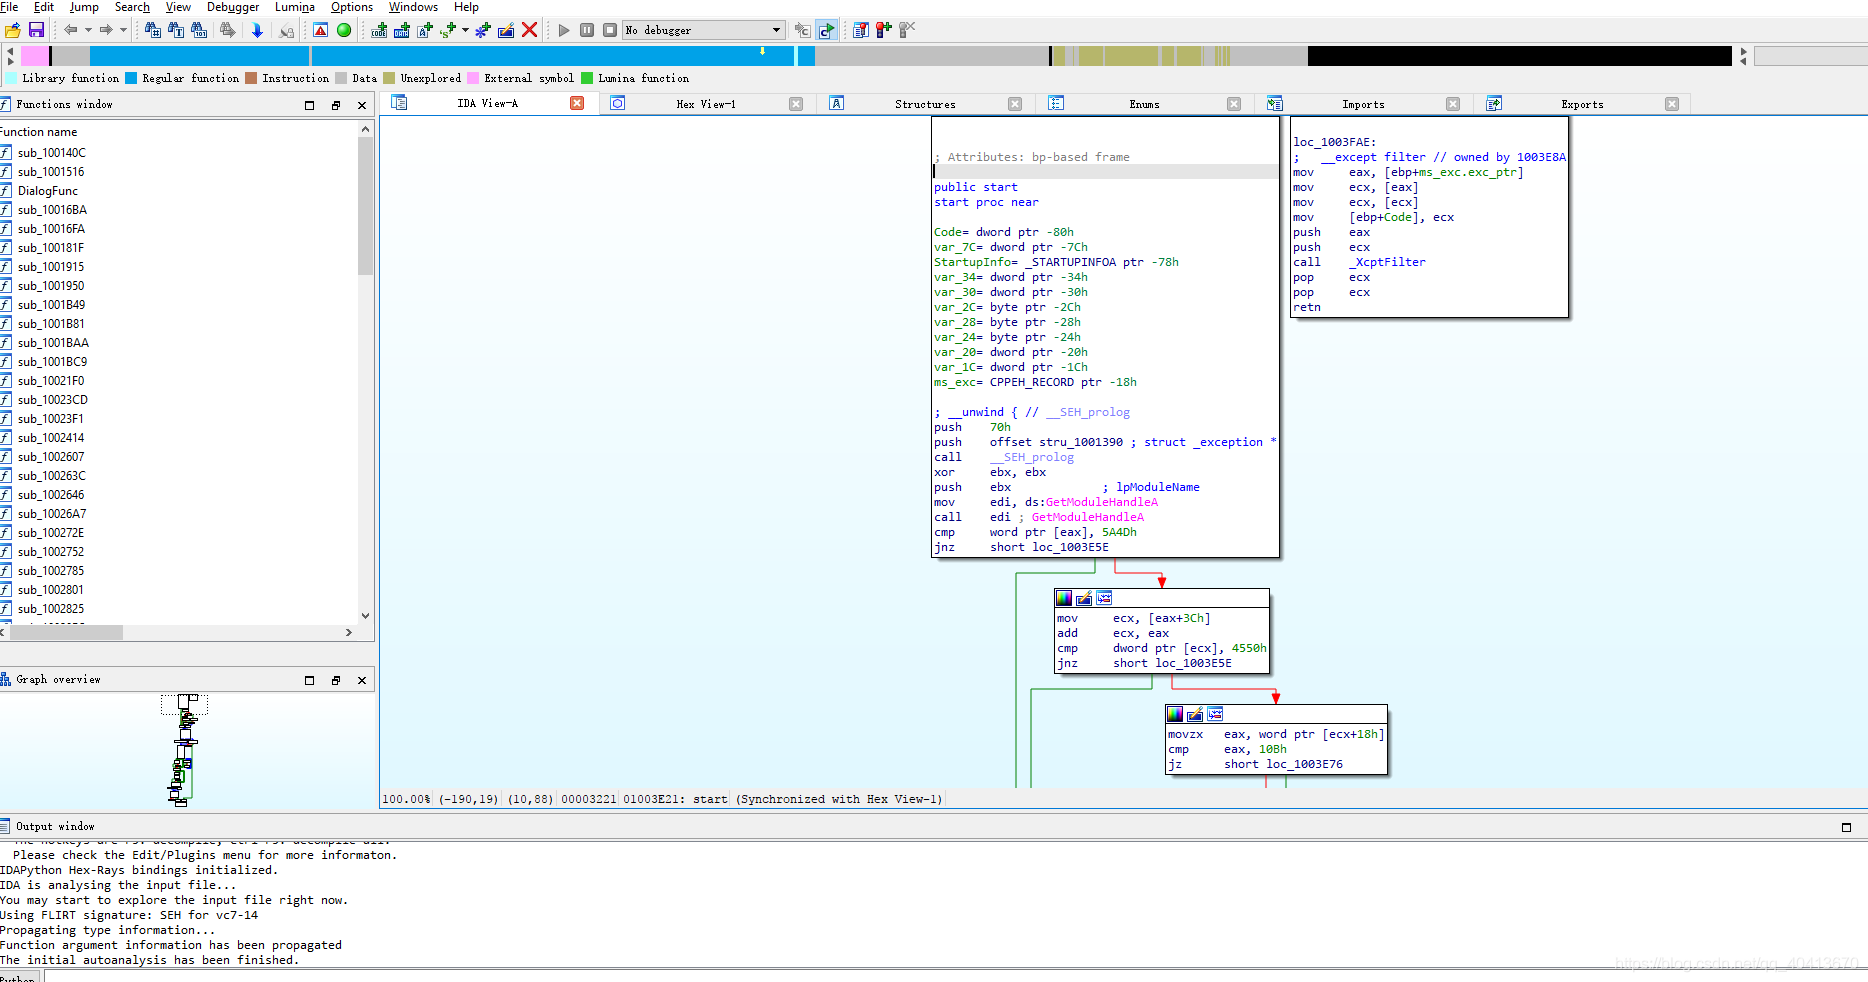 File Edit Jump Search View Debugger Lumina Options Windows Help
No debugger
Library function Regular function Instruction Data Unexplored External symbol Lumina function
Functions window
IDA View-A Hex View-1 Structures Enums Imports Exports
Function name
sub_100140C
sub_1001516
DialogFunc
sub_10016BA
sub_10016FA
sub_100181F
sub_1001915
sub_1001950
sub_1001B49
sub_1001B81
sub_1001BAA
sub_1001BC9
sub_10021F0
sub_10023CD
sub_10023F1
sub_1002414
sub_1002607
sub_100263C
sub_1002646
sub_10026A7
sub_100272E
sub_1002752
sub_1002785
sub_1002801
sub_1002825
Graph overview
; Attributes: bp-based frame
public start
start proc near
Code= dword ptr -80h
var_7C= dword ptr -7Ch
StartupInfo= _STARTUPINFOA ptr -78h
var_34= dword ptr -34h
var_30= dword ptr -30h
var_2C= byte ptr -2Ch
var_28= byte ptr -28h
var_24= byte ptr -24h
var_20= dword ptr -20h
var_1C= dword ptr -1Ch
ms_exc= CPPEH_RECORD ptr -18h
; __unwind { // __SEH_prolog
push 70h
push offset stru_1001390 ; struct _exception *
call __SEH_prolog
xor ebx, ebx
push ebx ; lpModuleName
mov edi, ds:GetModuleHandleA
call edi ; GetModuleHandleA
cmp word ptr [eax], 5A4Dh
jnz short loc_1003E5E
loc_1003FAE:
; __except filter // owned by 1003E8A
mov eax, [ebp+ms_exc.exc_ptr]
mov ecx, [eax]
mov ecx, [ecx]
mov [ebp+Code], ecx
push eax
push ecx
call _XcptFilter
pop ecx
pop ecx
retn
mov ecx, [eax+3Ch]
add ecx, eax
cmp dword ptr [ecx], 4550h
jnz short loc_1003E5E
movzx eax, word ptr [ecx+18h]
cmp eax, 10Bh
jz short loc_1003E76
100.00% (-190,19) (10,88) 00003221 01003E21: start (Synchronized with Hex View-1)
Output window
The hotkeys are F5: decompile, Ctrl-F5: decompile all.
Please check the Edit/Plugins menu for more informaton.
IDAPython Hex-Rays bindings initialized.
IDA is analysing the input file...
You may start to explore the input file right now.
Using FLIRT signature: SEH for vc7-14
Propagating type information...
Function argument information has been propagated
The initial autoanalysis has been finished.
Python
https://blog.csdn.net/qq_40413670